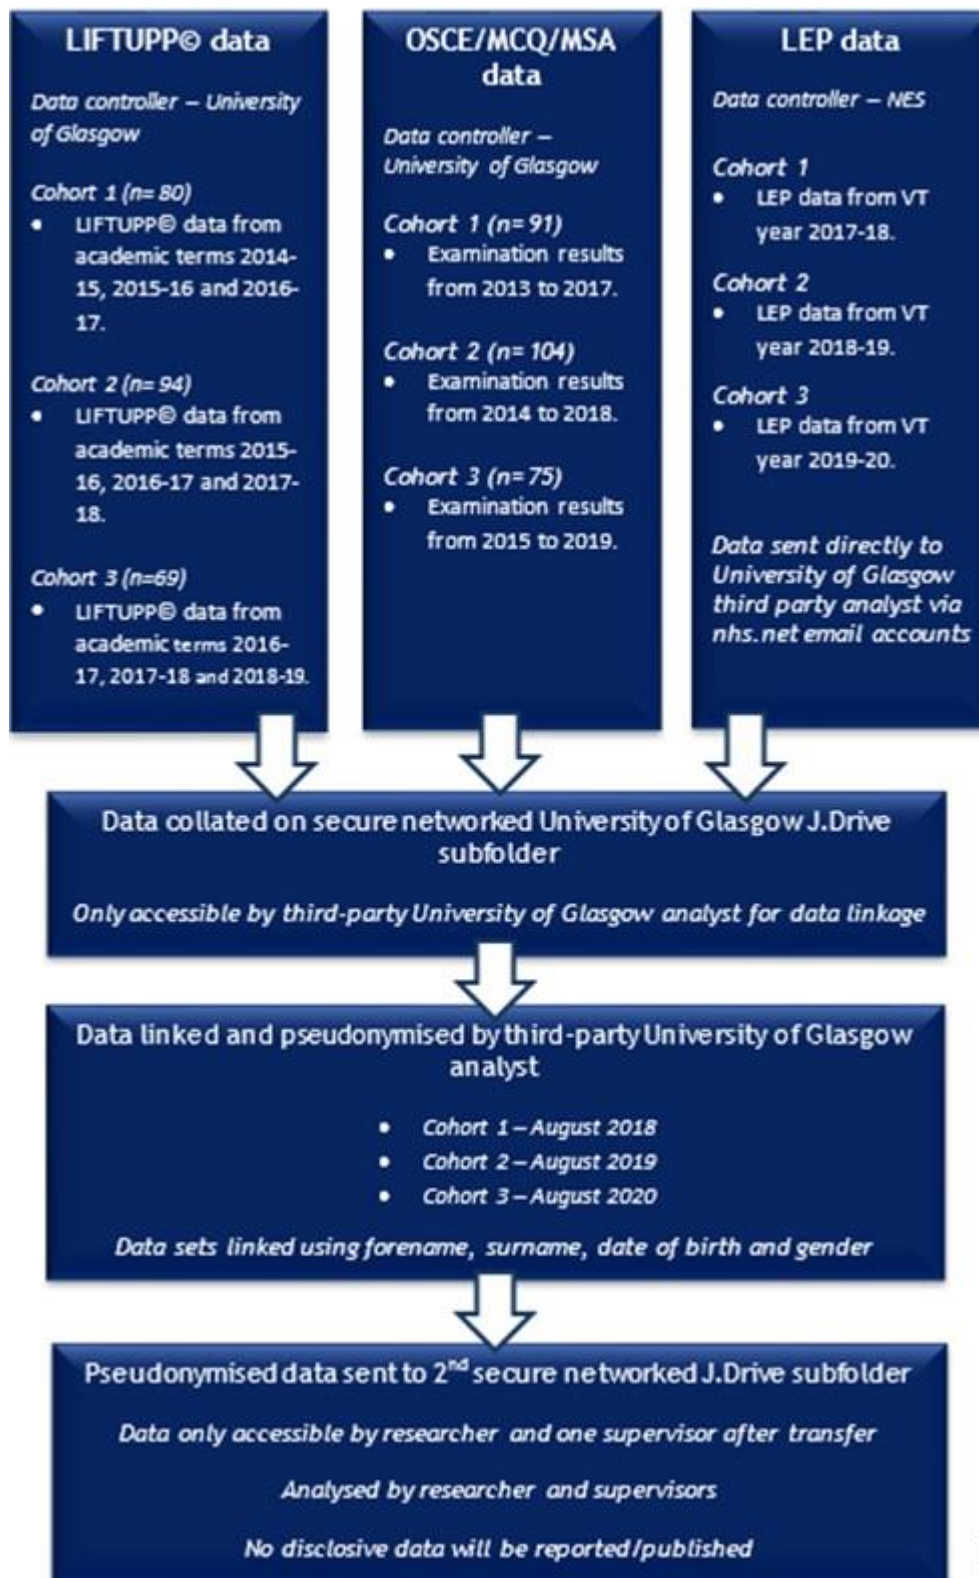 LIFTUPP© data
Data controller – University
of Glasgow
Cohort 1 (n= 80)
• LIFTUPP© data from
academic terms 2014-
15, 2015-16 and 2016-
17.
Cohort 2 (n= 94)
• LIFTUPP© data from
academic terms 2015-
16, 2016-17 and 2017-
18.
Cohort 3 (n=69)
• LIFTUPP© data from
academic terms 2016-
17, 2017-18 and 2018-19.
OSCE/MCQ/MSA
data
Data controller –
University of Glasgow
Cohort 1 (n= 91)
• Examination results
from 2013 to 2017.
Cohort 2 (n= 104)
• Examination results
from 2014 to 2018.
Cohort 3 (n= 75)
• Examination results
from 2015 to 2019.
LEP data
Data controller – NES
Cohort 1
• LEP data from VT
year 2017-18.
Cohort 2
• LEP data from VT
year 2018-19.
Cohort 3
• LEP data from VT
year 2019-20.
Data sent directly to
University of Glasgow
third party analyst via
nhs.net email accounts
Data collated on secure networked University of Glasgow J.Drive
subfolder
Only accessible by third-party University of Glasgow analyst for data linkage
Data linked and pseudonymised by third-party University of Glasgow
analyst
• Cohort 1 – August 2018
• Cohort 2 – August 2019
• Cohort 3 – August 2020
Data sets linked using forename, surname, date of birth and gender
Pseudonymised data sent to 2nd secure networked J.Drive subfolder
Data only accessible by researcher and one supervisor after transfer
Analysed by researcher and supervisors
No disclosive data will be reported/published